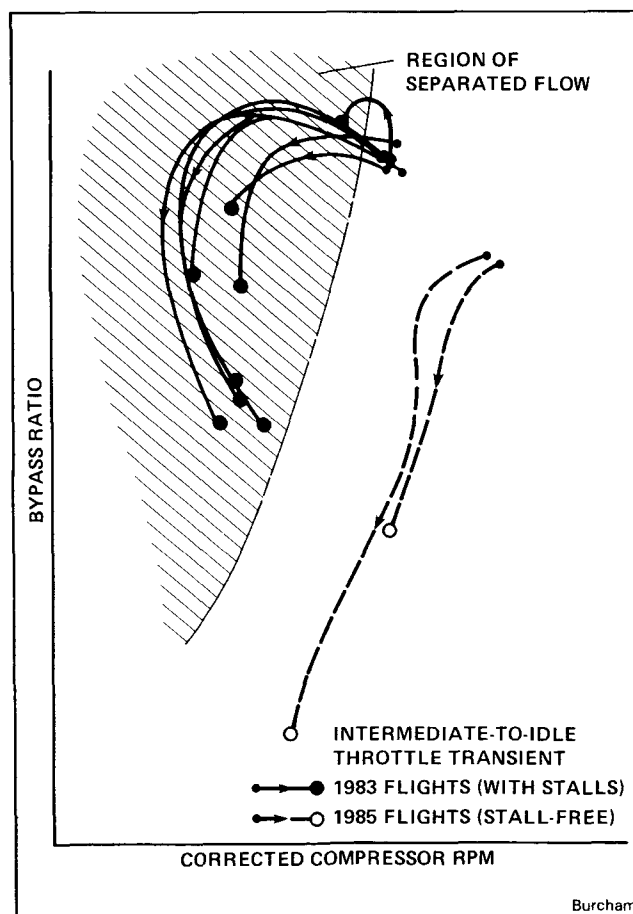 REGION OF
SEPARATED FLOW
BYPASS RATIO
INTERMEDIATE-TO-IDLE
THROTTLE TRANSIENT
1983 FLIGHTS (WITH STALLS)
1985 FLIGHTS (STALL-FREE)
CORRECTED COMPRESSOR RPM
Burcham